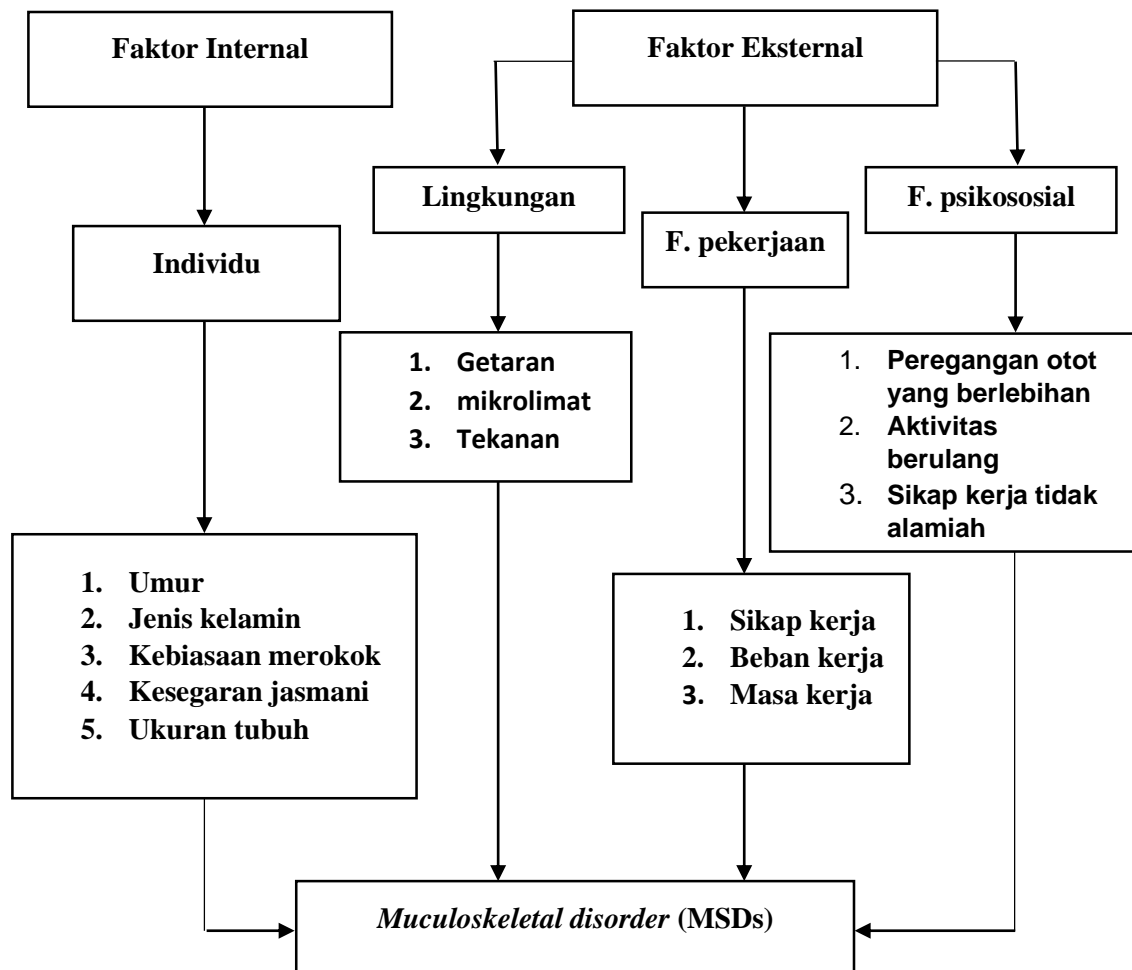 Faktor Internal
Faktor Eksternal
Lingkungan
F. psikososial
F. pekerjaan
Individu
1. Getaran
2. mikrolimat
3. Tekanan
1. Peregangan otot
yang berlebihan
2. Aktivitas
berulang
3. Sikap kerja tidak
alamiah
1. Umur
2. Jenis kelamin
3. Kebiasaan merokok
4. Kesegaran jasmani
5. Ukuran tubuh
1. Sikap kerja
2. Beban kerja
3. Masa kerja
Muculoskeletal disorder (MSDs)